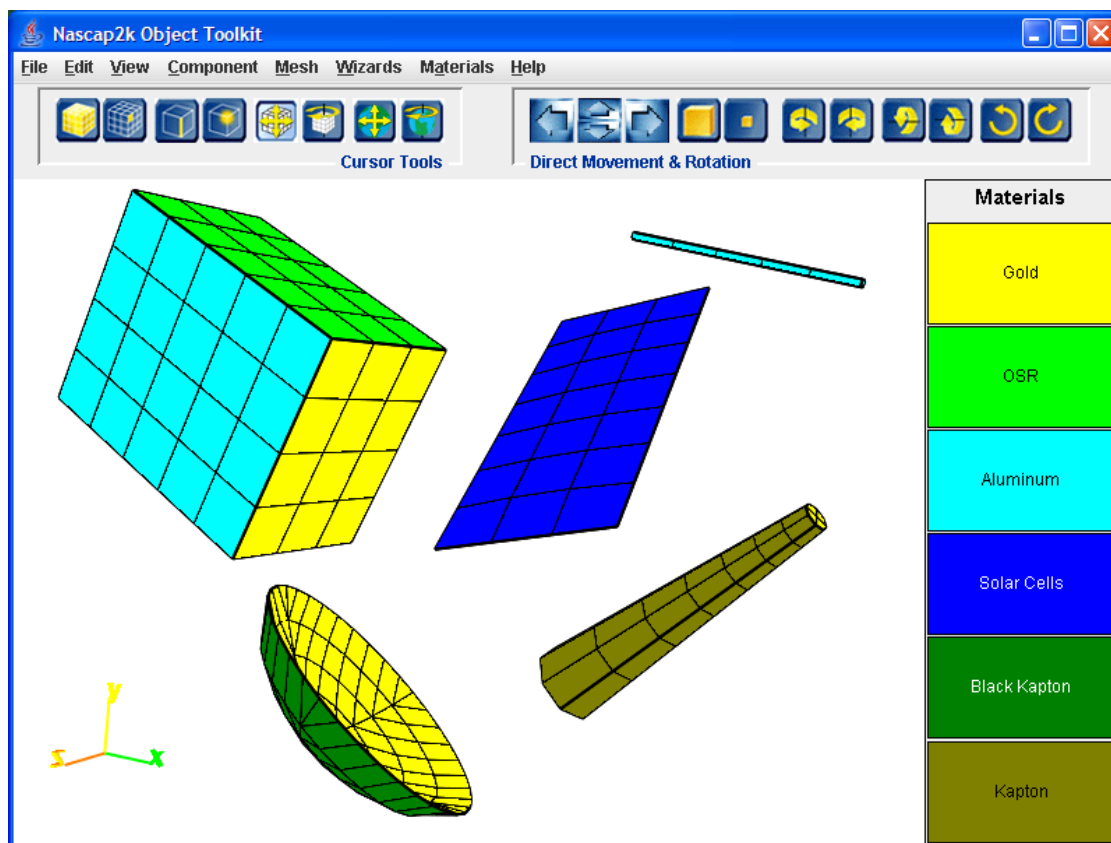 Nascap2k Object Toolkit
File Edit View Component Mesh Wizards Materials Help
Cursor Tools
Direct Movement & Rotation
Materials
Gold
OSR
Aluminum
Solar Cells
Black Kapton
Kapton
y
z x